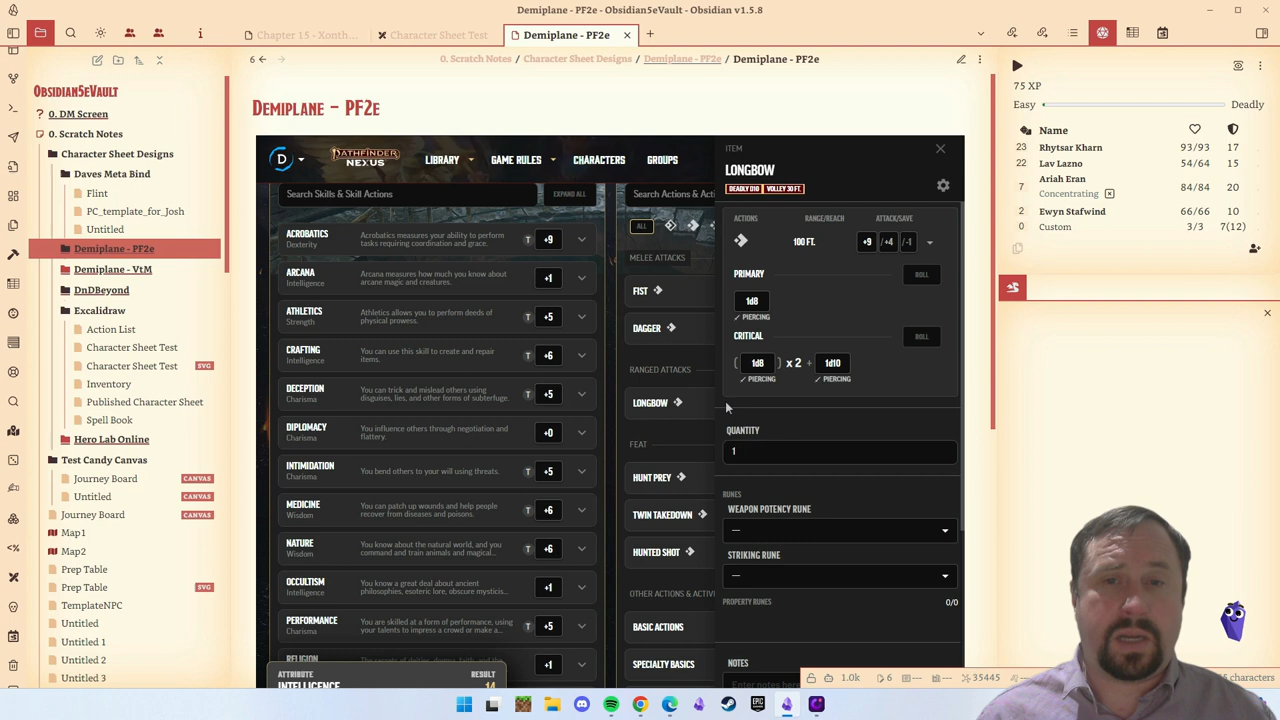 Demiplane - PF2e - Obsidian5eVault - Obsidian v1.5.8
Chapter 15 - Xonth...
Character Sheet Test
Demiplane - PF2e
6
0. Scratch Notes / Character Sheet Designs / Demiplane - PF2e / Demiplane - PF2e
Obsidian5eVault
0. DM Screen
0. Scratch Notes
Character Sheet Designs
Daves Meta Bind
Flint
PC_template_for_Josh
Untitled
Demiplane - PF2e
Demiplane - VtM
DnDBeyond
Excalidraw
Action List
Character Sheet Test
Character Sheet Test SVG
Inventory
Published Character Sheet
Spell Book
Hero Lab Online
Test Candy Canvas
Journey Board CANVAS
Untitled CANVAS
Journey Board CANVAS
Map1
Map2
Prep Table
Prep Table SVG
TemplateNPC
Untitled
Untitled 1
Untitled 2
Untitled 3
Demiplane - PF2e
D
PATHFINDER NEXUS
LIBRARY
GAME RULES
CHARACTERS
GROUPS
Search Skills & Skill Actions
EXPAND ALL
ACROBATICS
Dexterity
Acrobatics measures your ability to
perform tasks requiring coordination and grace.
T +9
ARCANA
Intelligence
Arcana measures how much you know about
arcane magic and creatures.
+1
ATHLETICS
Strength
Athletics allows you to perform deeds of
physical prowess.
T +5
CRAFTING
Intelligence
You can use this skill to create and repair
items.
T +6
DECEPTION
Charisma
You can trick and mislead others using
disguises, lies, and other forms of subterfuge.
T +5
DIPLOMACY
Charisma
You influence others through negotiation and
flattery.
+0
INTIMIDATION
Charisma
You bend others to your will using threats.
T +5
MEDICINE
Wisdom
You can patch up wounds and help people
recover from diseases and poisons.
T +6
NATURE
Wisdom
You know about the natural world, and you
command and train animals and magical...
T +6
OCCULTISM
Intelligence
You know a great deal about ancient
philosophies, esoteric lore, obscure mysticis...
+1
PERFORMANCE
Charisma
You are skilled at a form of performance, using
your talents to impress a crowd or make a...
T +5
RELIGION
+1
ATTRIBUTE
INTELLIGENCE
RESULT
14
Search Actions & Acti
ALL
MELEE ATTACKS
FIST
DAGGER
RANGED ATTACKS
LONGBOW
FEAT
HUNT PREY
TWIN TAKEDOWN
HUNTED SHOT
OTHER ACTIONS & ACTIVI
BASIC ACTIONS
SPECIALTY BASICS
ITEM
LONGBOW
DEADLY D10 VOLLEY 30 FT.
ACTIONS
RANGE/REACH
ATTACK/SAVE
100 FT.
+9 / +4 / -1
PRIMARY
ROLL
1d8
✓ PIERCING
CRITICAL
ROLL
( 1d8 ) x 2 + 1d10
✓ PIERCING
✓ PIERCING
QUANTITY
1
RUNES
WEAPON POTENCY RUNE
—
STRIKING RUNE
—
PROPERTY RUNES
0/0
NOTES
Enter notes here
75 XP
Easy
Deadly
Name
23 Rhytsar Kharn 93/93 17
22 Lav Lazno 54/64 15
7 Ariah Eran 84/84 20
Concentrating
2 Ewyn Stafwind 66/66 10
0 Custom 3/3 7(12)
1.0k
6
---
35445
---
characters
EPIC